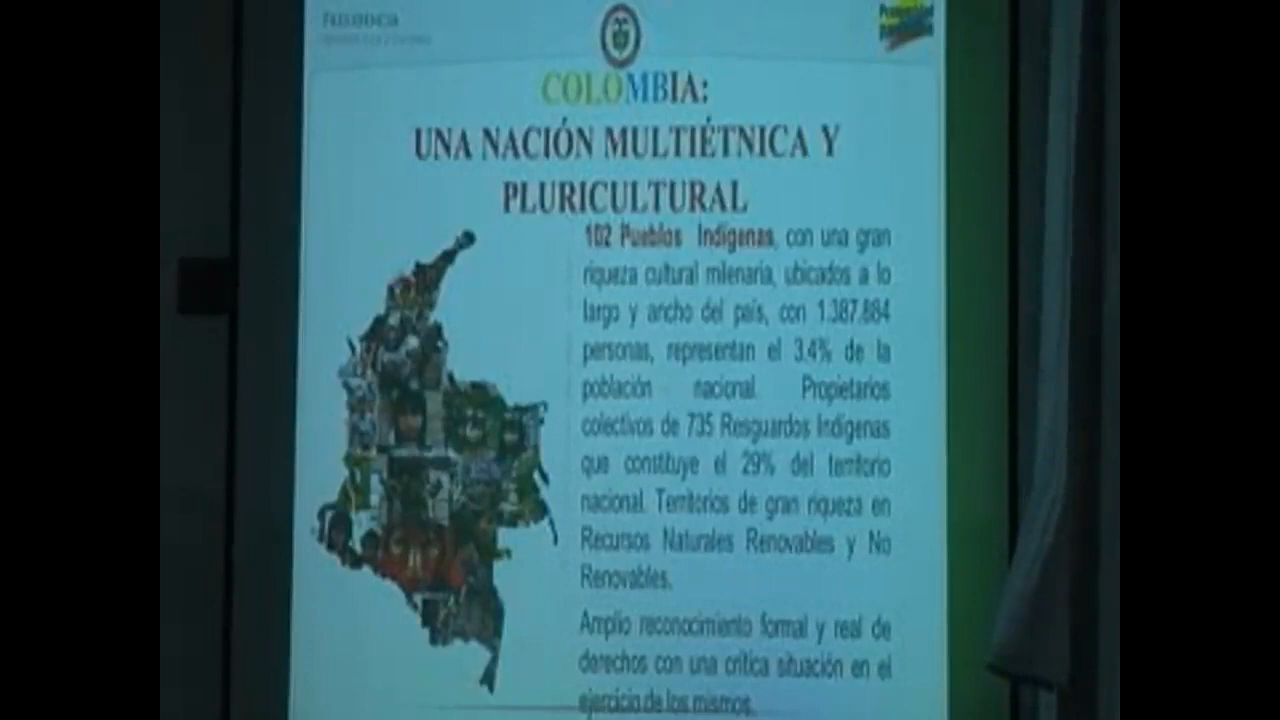 COLOMBIA:
UNA NACIÓN MULTIÉTNICA Y
PLURICULTURAL
102 Pueblos Indígenas, con una gran
riqueza cultural milenaria, ubicados a lo
largo y ancho del país, con 1.387.884
personas, representan el 3.4% de la
población nacional. Propietarios
colectivos de 735 Resguardos Indígenas
que constituye el 29% del territorio
nacional. Territorios de gran riqueza en
Recursos Naturales Renovables y No
Renovables.
Amplio reconocimiento formal y real de
derechos con una crítica situación en el
ejercicio de los mismos.